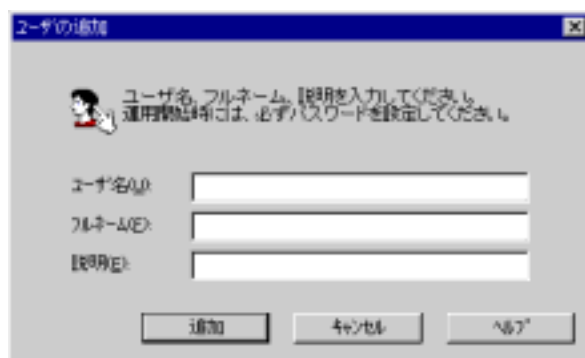 ユーザの追加
ユーザ名、フルネーム、説明を入力してください。
運用開始時には、必ずパスワードを設定してください。
ユーザ名(U):
フルネーム(F):
説明(E):
追加
キャンセル
ヘルプ